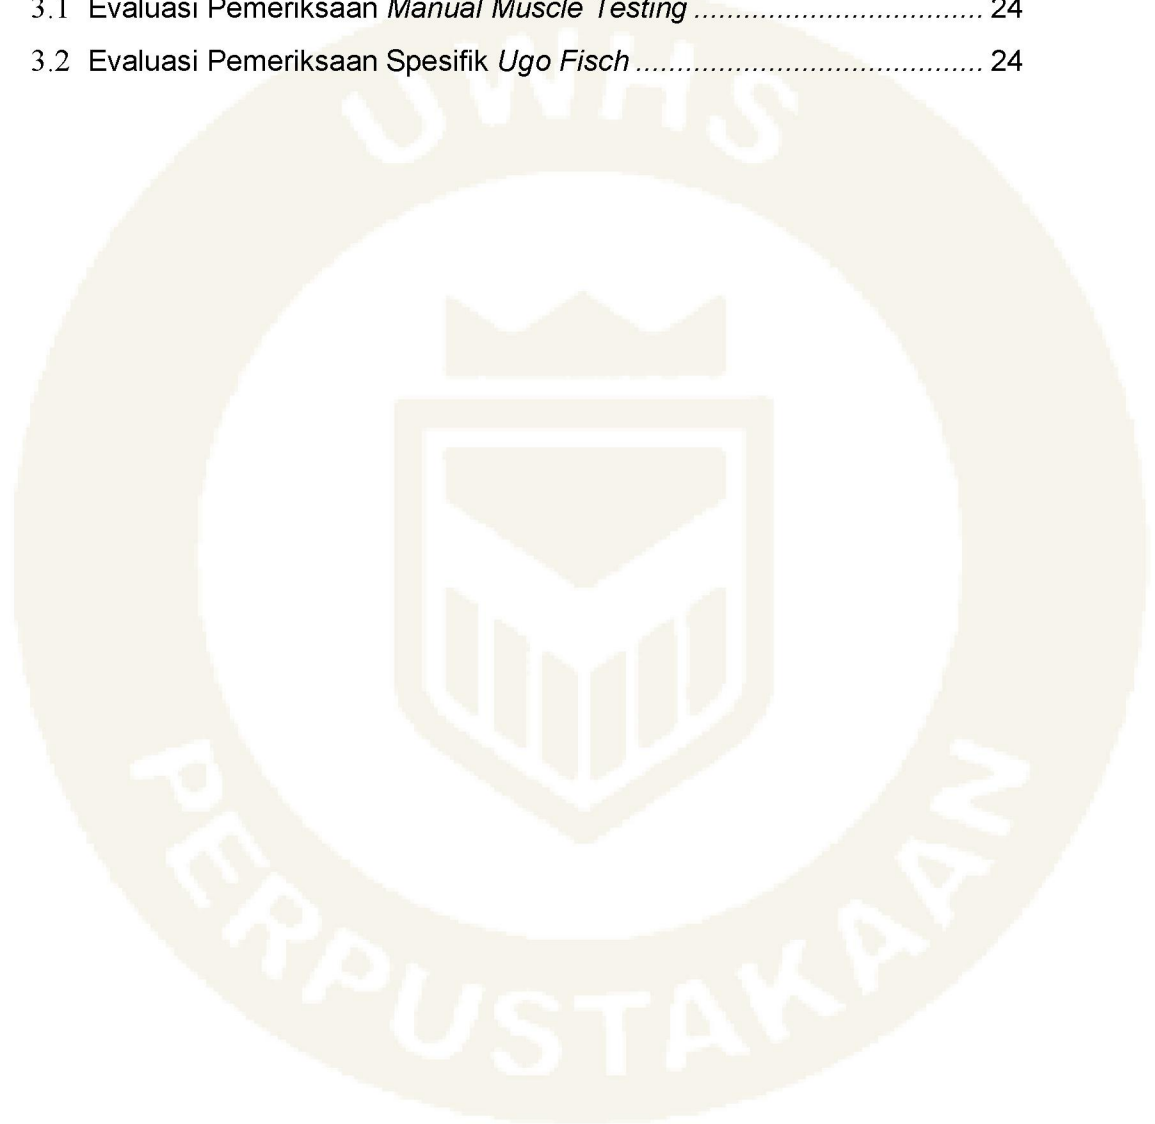 3.1 Evaluasi Pemeriksaan Manual Muscle Testing ................................... 24
3.2 Evaluasi Pemeriksaan Spesifik Ugo Fisch .......................................... 24
UWHS
PERPUSTAKAAN